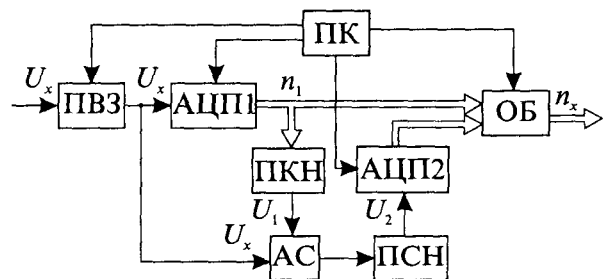 ПК
U_x
ПВЗ
U_x
АЦП1
n_1
ОБ
n_x
ПКН
АЦП2
U_1
U_2
U_x
АС
ПСН